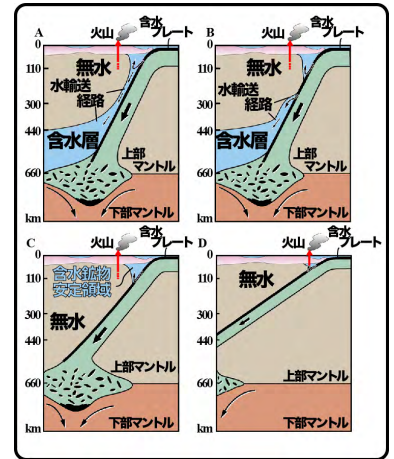 A
火山
含水
プレート
0
110
300
440
660
km
無水
水輸送
経路
含水層
上部
マントル
下部マントル
B
火山
含水
プレート
0
110
300
440
660
km
無水
水輸送
経路
含水層
上部
マントル
下部マントル
C
火山
含水
プレート
0
110
300
440
660
km
含水鉱物
安定領域
無水
上部マントル
下部マントル
D
火山
含水
プレート
0
110
300
440
660
km
無水
上部マントル
下部マントル